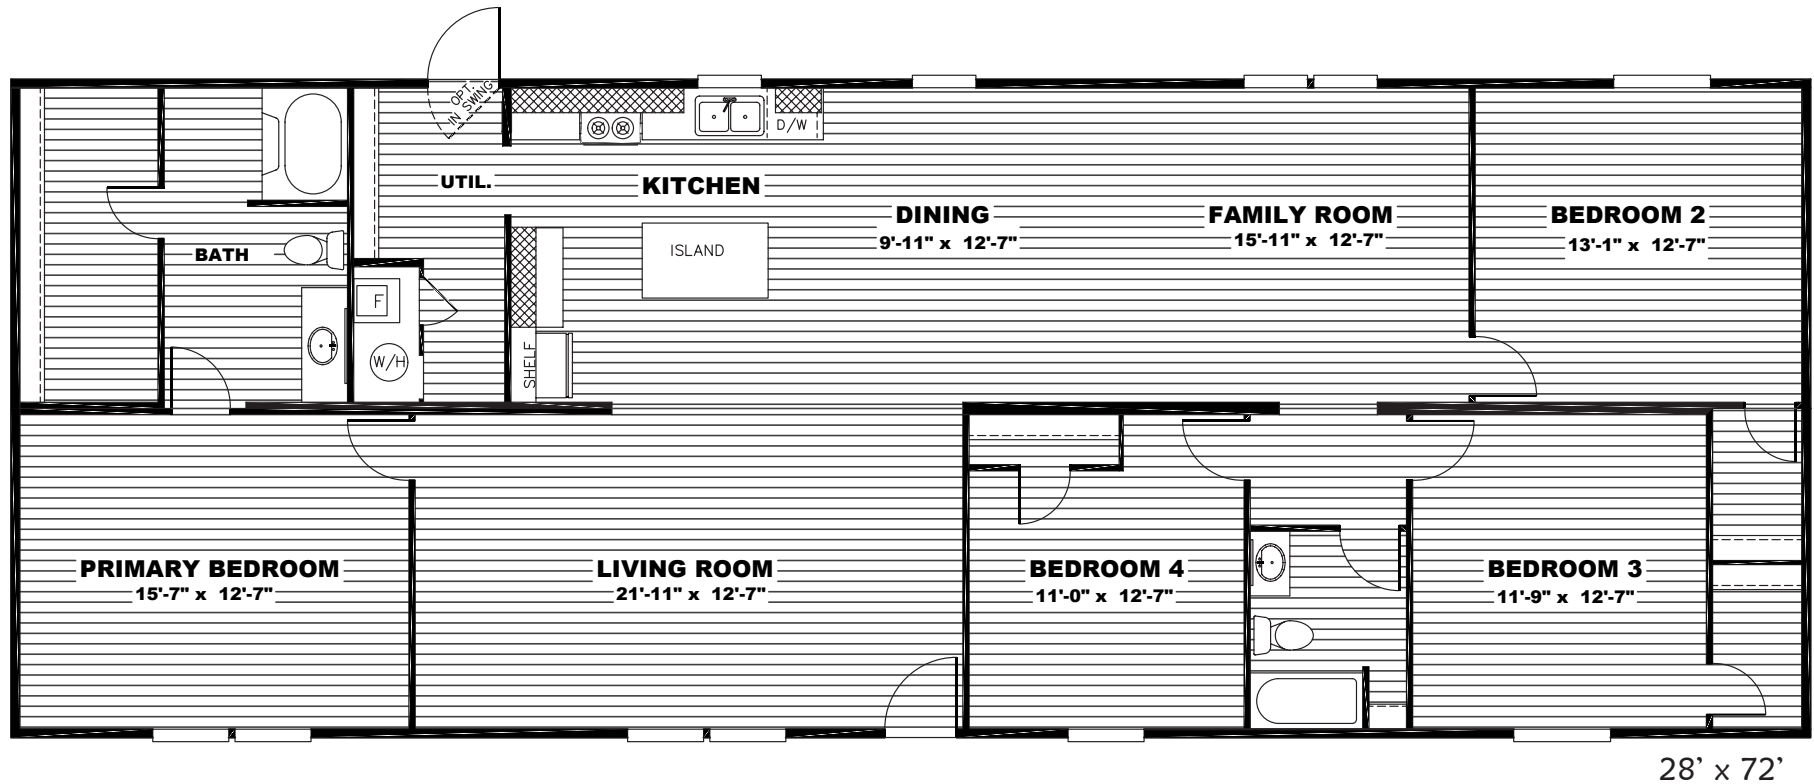 OPT.
IN SWING
D/W
UTIL.
KITCHEN
DINING
9'-11" x 12'-7"
FAMILY ROOM
15'-11" x 12'-7"
BEDROOM 2
13'-1" x 12'-7"
BATH
ISLAND
F
W/H
SHELF
PRIMARY BEDROOM
15'-7" x 12'-7"
LIVING ROOM
21'-11" x 12'-7"
BEDROOM 4
11'-0" x 12'-7"
BEDROOM 3
11'-9" x 12'-7"
28’ x 72’